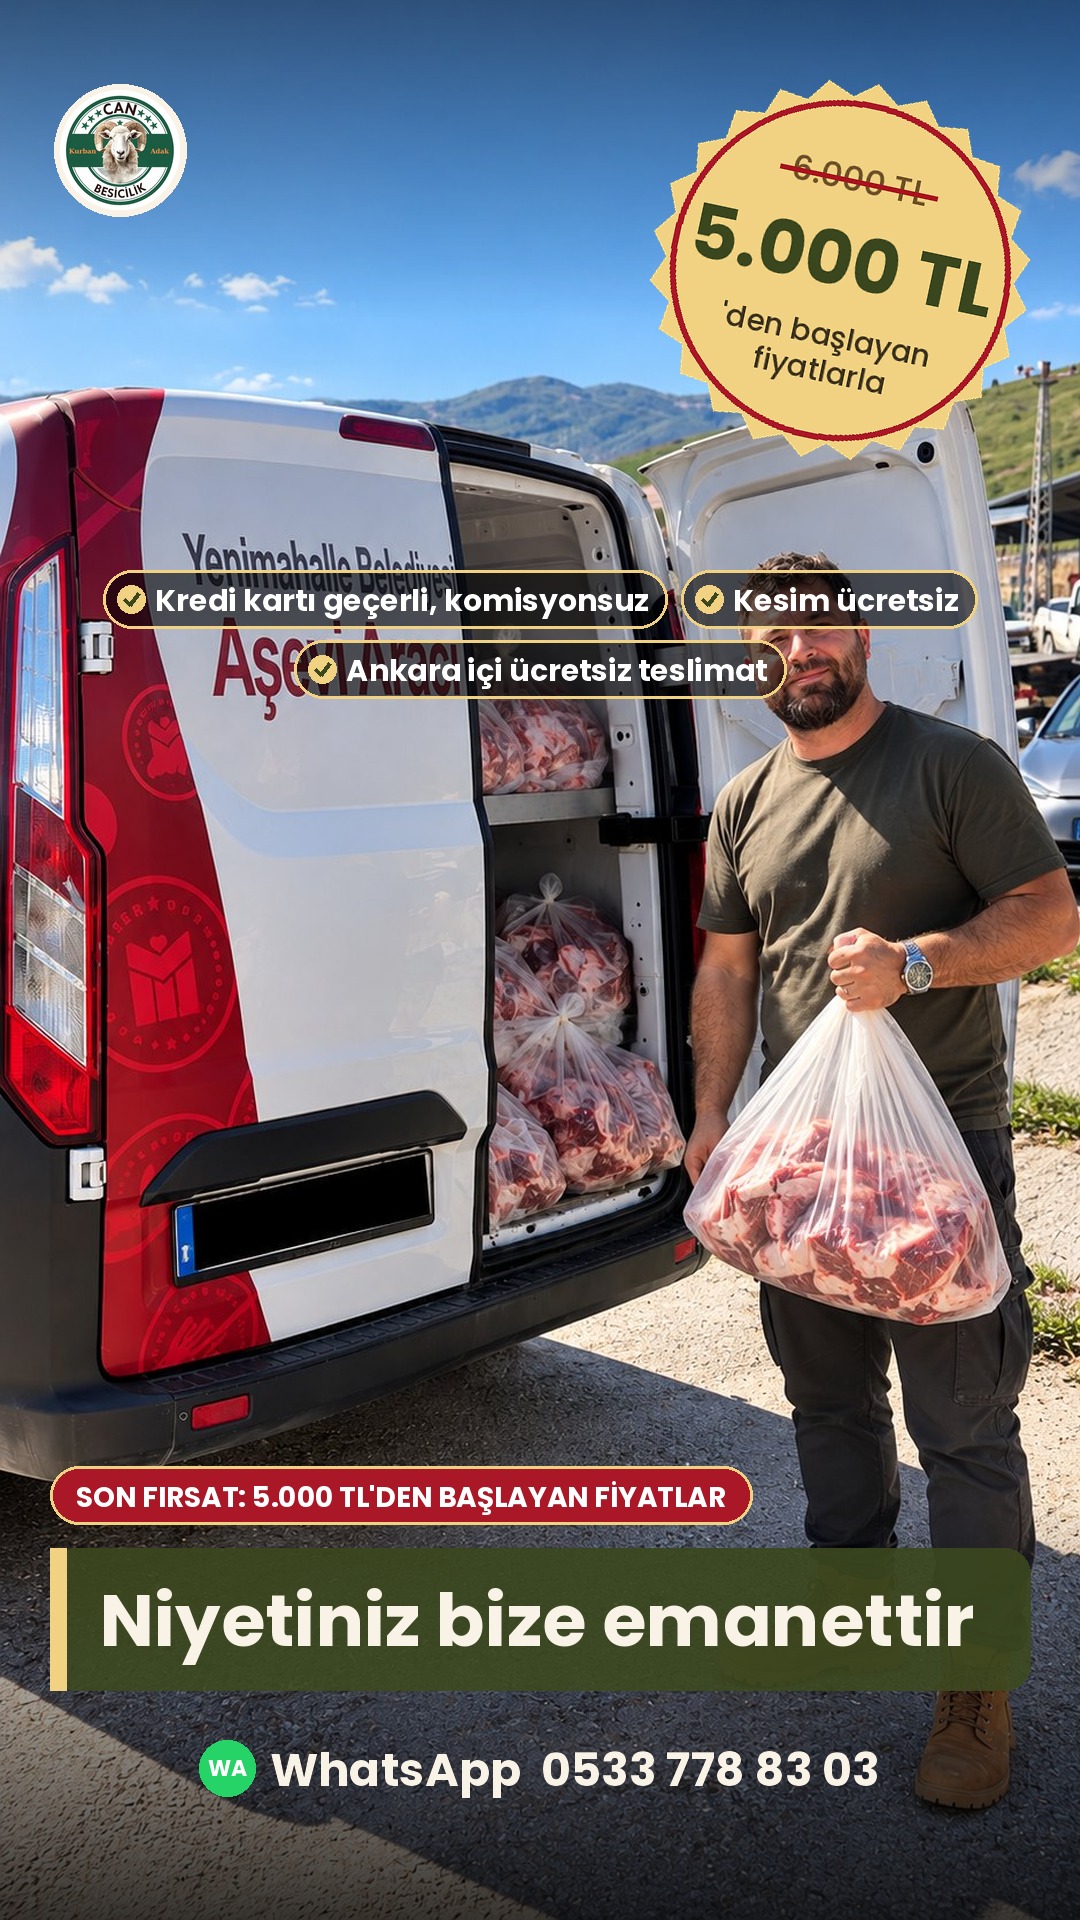 CAN
Kurban Adak
BESİCİLİK
6.000 TL
5.000 TL
'den başlayan
fiyatlarla
Yenimahalle Belediyesi
Aşevi Aracı
Kredi kartı geçerli, komisyonsuz
Kesim ücretsiz
Ankara içi ücretsiz teslimat
SON FIRSAT: 5.000 TL'DEN BAŞLAYAN FİYATLAR
Niyetiniz bize emanettir
WA WhatsApp 0533 778 83 03